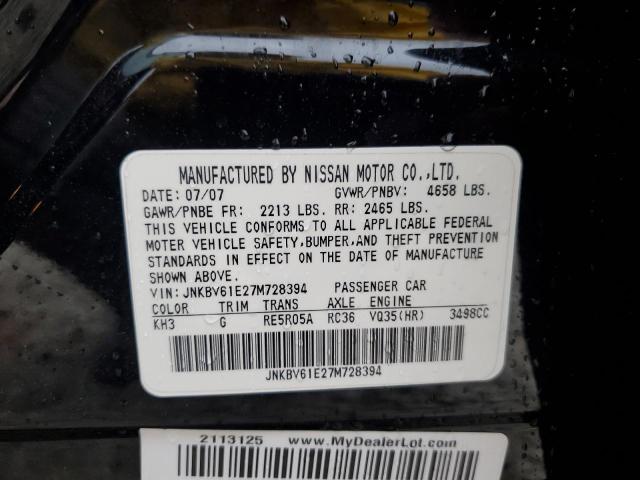 MANUFACTURED BY NISSAN MOTOR CO.,LTD.
DATE: 07/07 GVWR/PNBV: 4658 LBS.
GAWR/PNBE FR: 2213 LBS. RR: 2465 LBS.
THIS VEHICLE CONFORMS TO ALL APPLICABLE FEDERAL
MOTOR VEHICLE SAFETY,BUMPER,AND THEFT PREVENTION
STANDARDS IN EFFECT ON THE DATE OF MANUFACTURE
SHOWN ABOVE.
VIN: JNKBV61E27M728394 PASSENGER CAR
COLOR TRIM TRANS AXLE ENGINE
KH3 G RE5R05A RC36 VQ35(HR) 3498CC
JNKBV61E27M728394
2113125 www.MyDealerLot.com